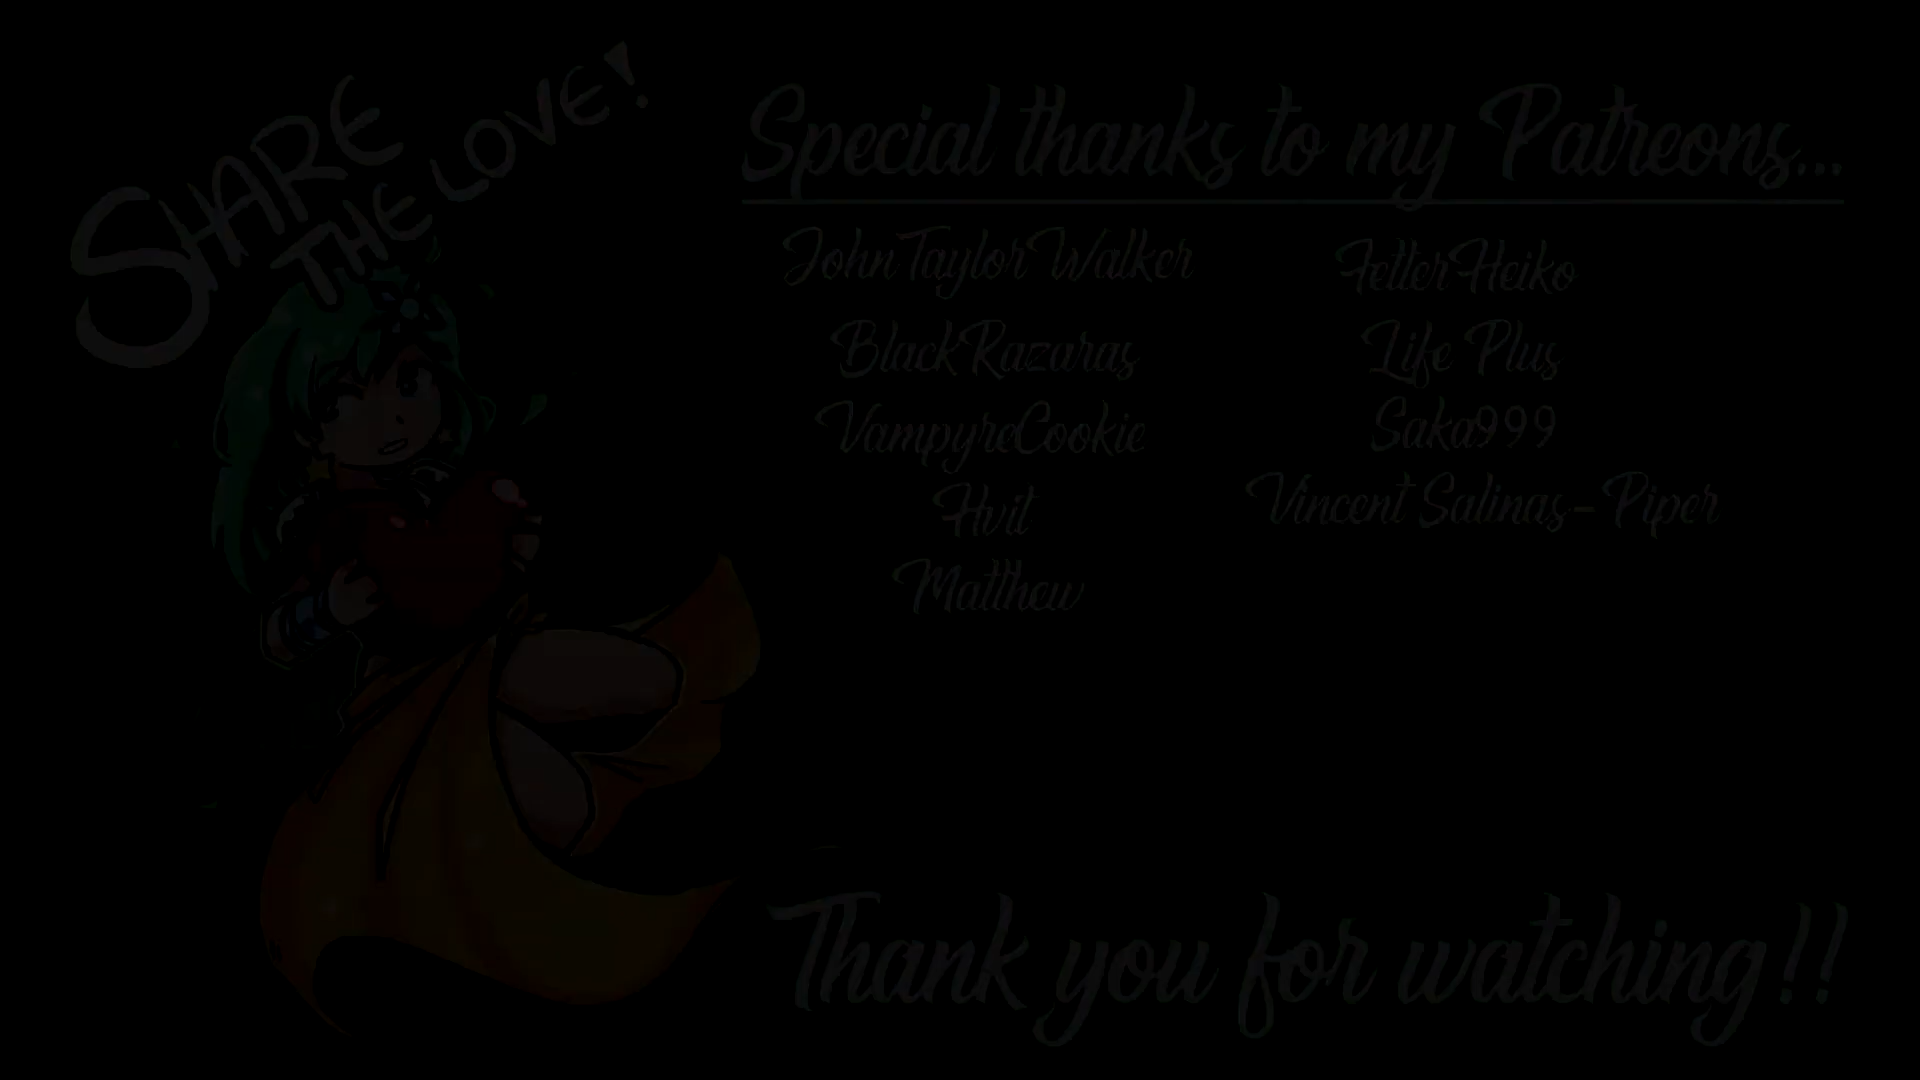 SHARE
THE LOVE!
Special thanks to my Patreons...
JohnTaylorWalker
FetterHeiko
BlackRazaras
Life Plus
VampyreCookie
Saka999
Hvit
Vincent Salinas-Piper
Matthew
Thank you for watching!!